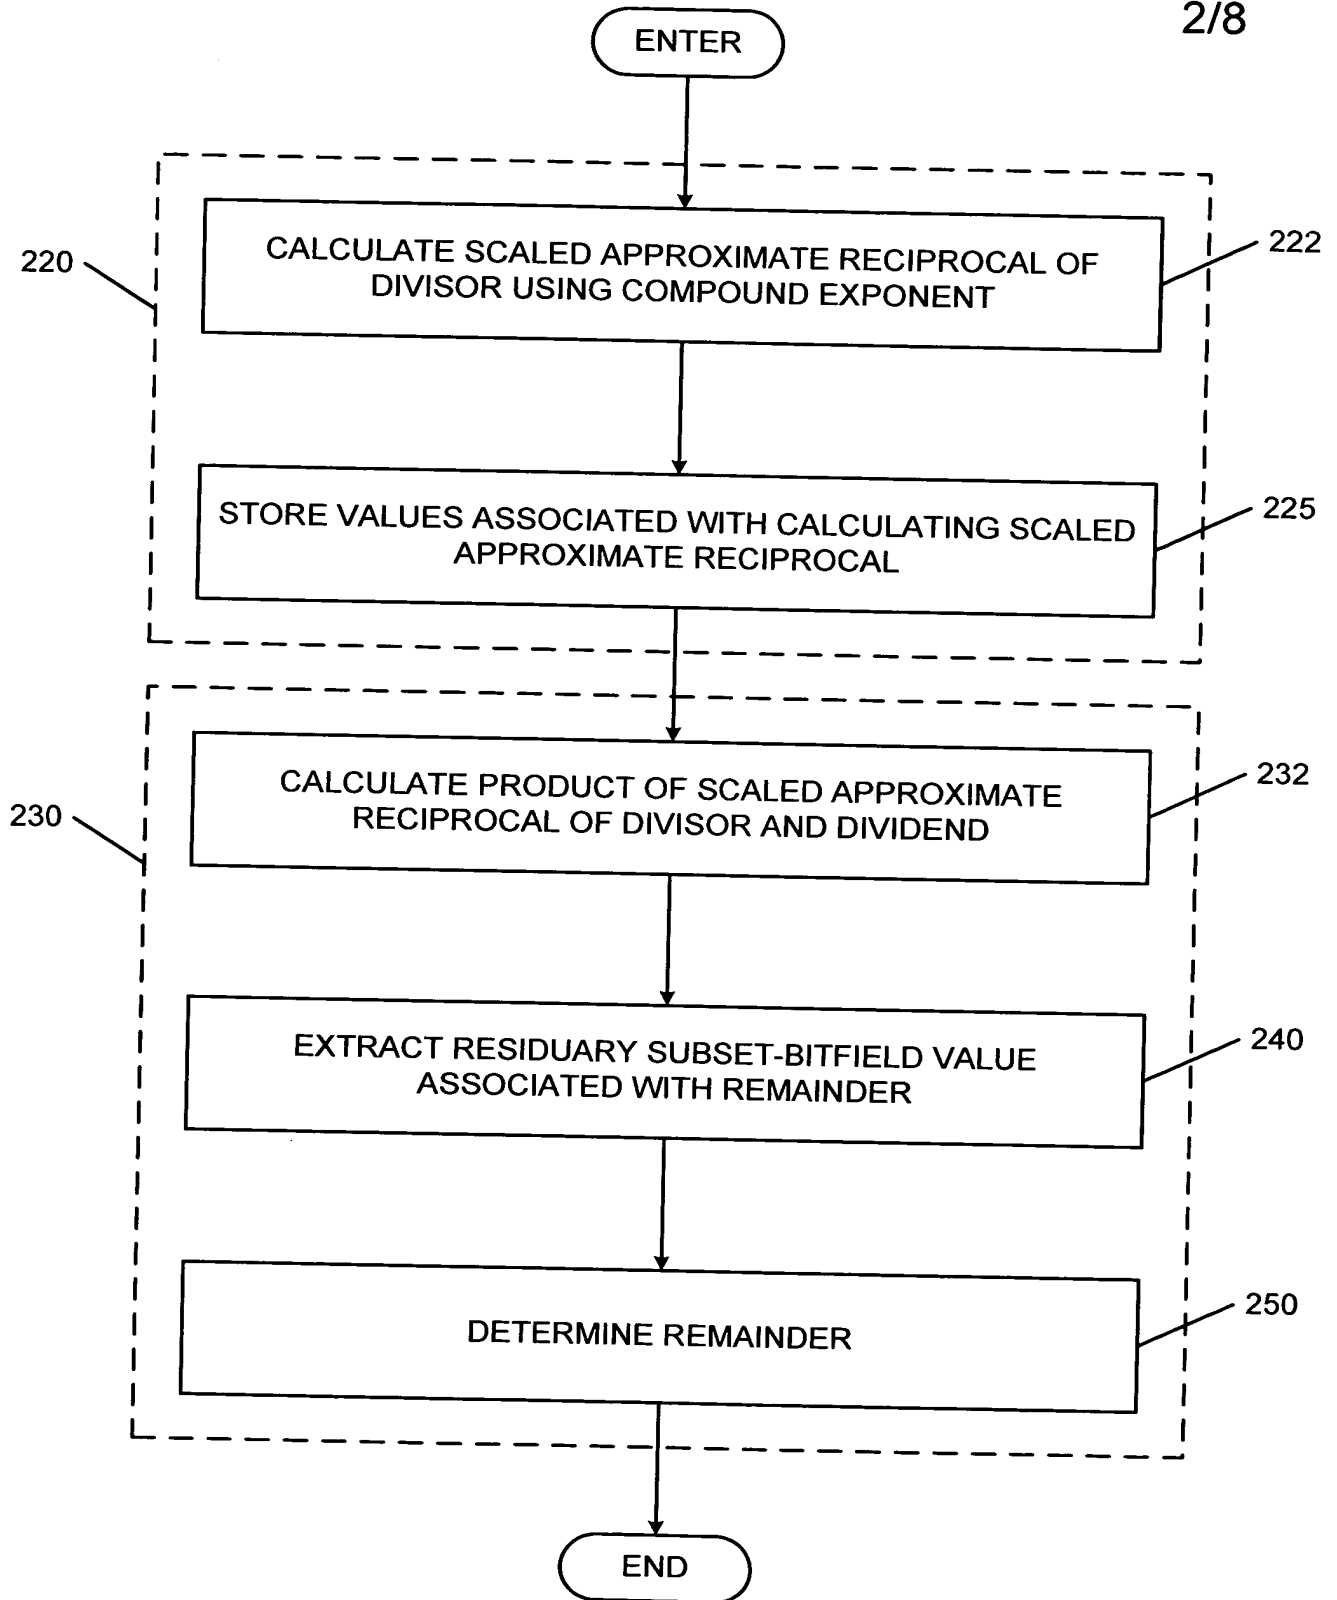 2/8
ENTER
220
CALCULATE SCALED APPROXIMATE RECIPROCAL OF
DIVISOR USING COMPOUND EXPONENT
222
STORE VALUES ASSOCIATED WITH CALCULATING SCALED
APPROXIMATE RECIPROCAL
225
230
CALCULATE PRODUCT OF SCALED APPROXIMATE
RECIPROCAL OF DIVISOR AND DIVIDEND
232
EXTRACT RESIDUARY SUBSET-BITFIELD VALUE
ASSOCIATED WITH REMAINDER
240
DETERMINE REMAINDER
250
END